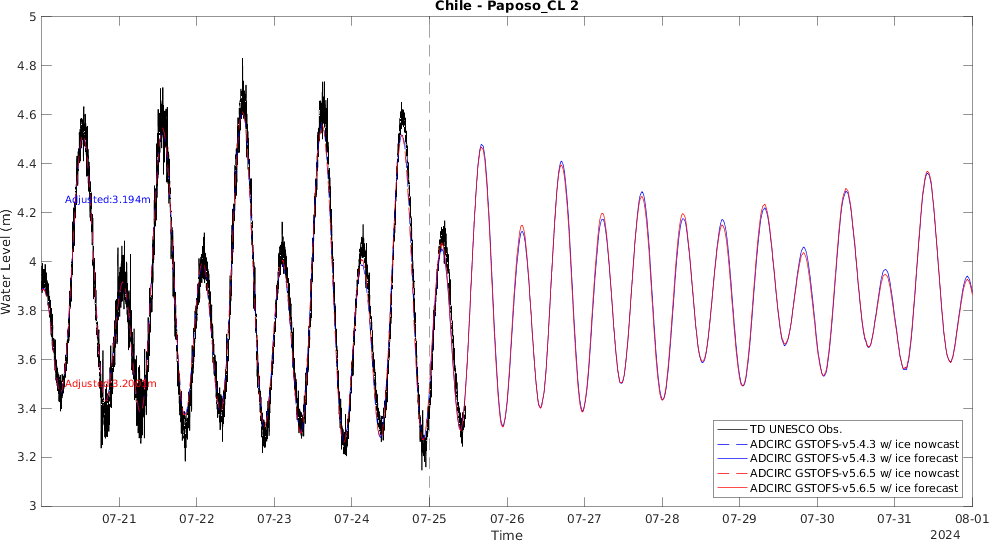 Chile - Paposo_CL 2
Water Level (m)
5
4.8
4.6
4.4
4.2
4
3.8
3.6
3.4
3.2
3
Adjusted:3.194m
07-21
07-22
07-23
07-24
07-25
07-26
07-27
07-28
07-29
07-30
07-31
08-01
2024
Time
TD UNESCO Obs.
ADCIRC GSTOFS-v5.4.3 w/ ice nowcast
ADCIRC GSTOFS-v5.4.3 w/ ice forecast
ADCIRC GSTOFS-v5.6.5 w/ ice nowcast
ADCIRC GSTOFS-v5.6.5 w/ ice forecast